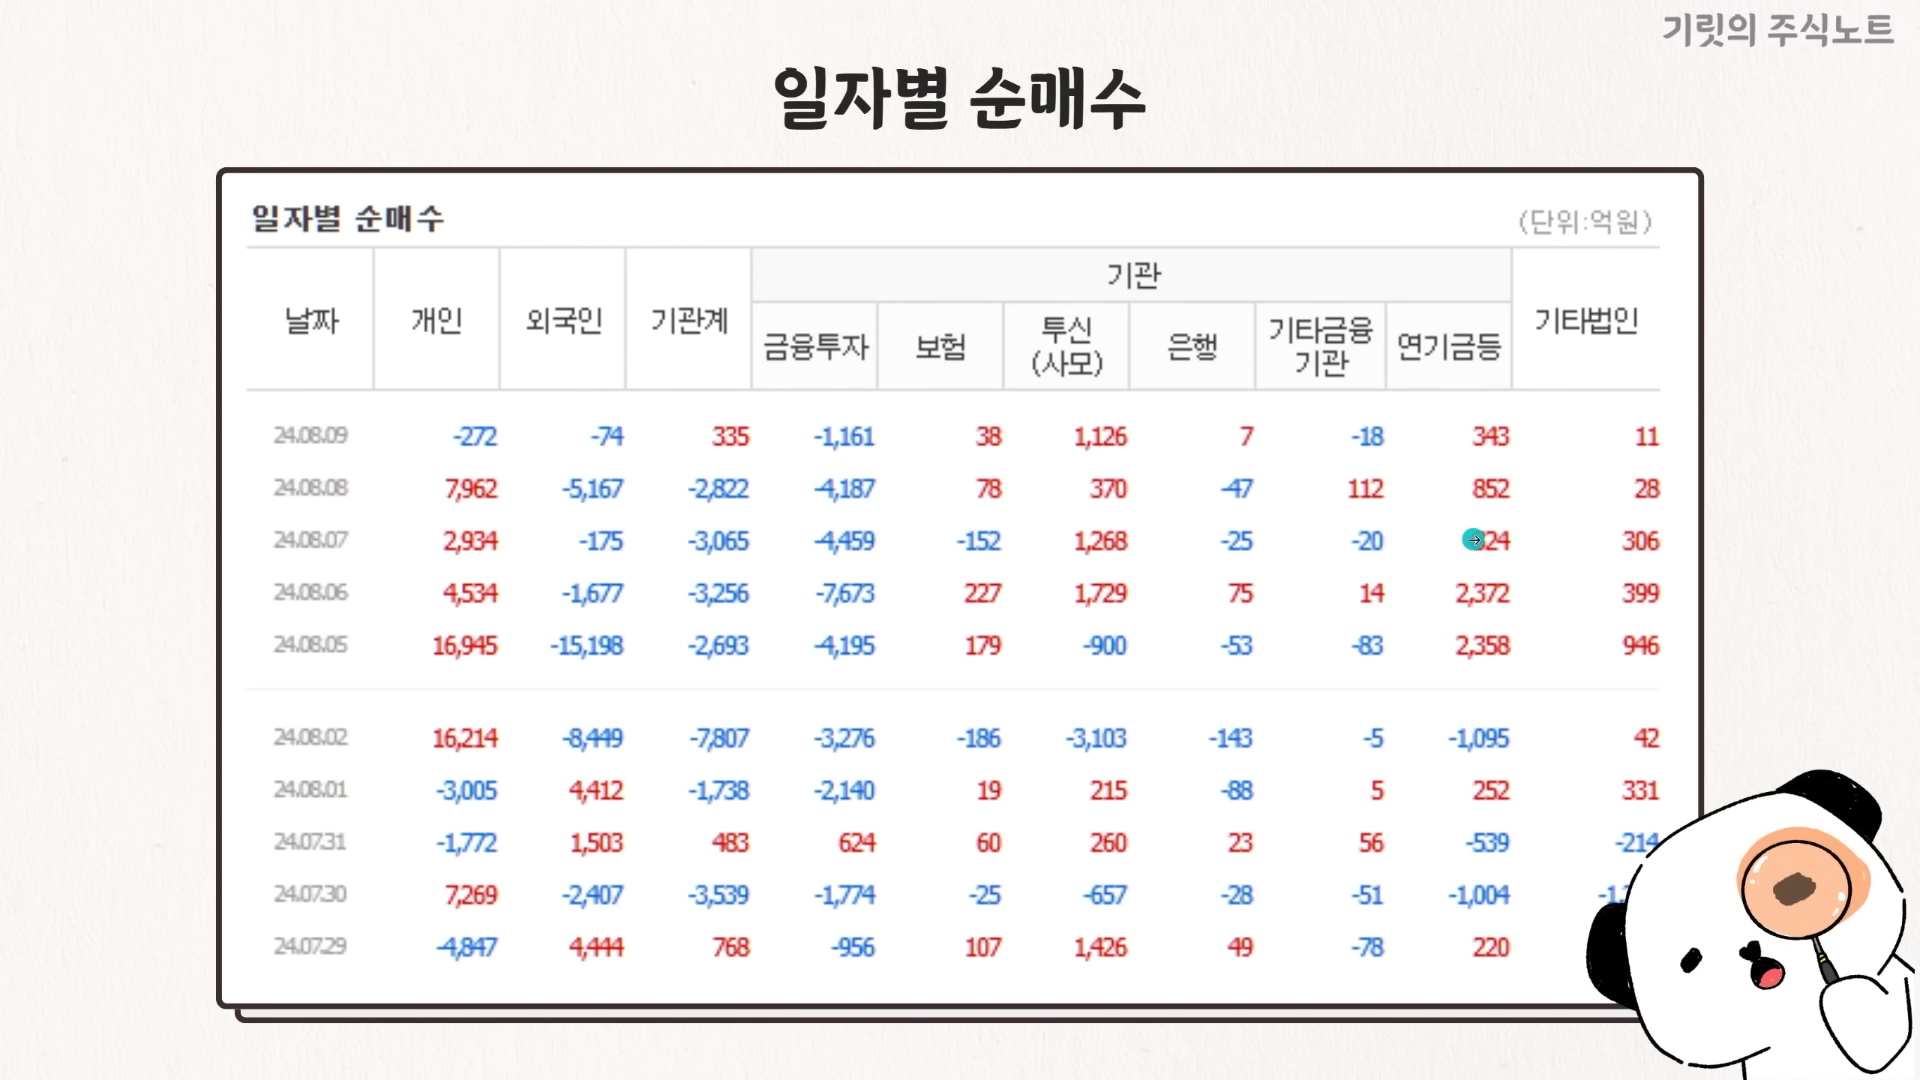 기릿의 주식노트
일자별 순매수
일자별 순매수 (단위:억원)
날짜 개인 외국인 기관계 기관 기타법인
금융투자 보험 투신(사모) 은행 기타금융기관 연기금등
24.08.09 -272 -74 335 -1,161 38 1,126 7 -18 343 11
24.08.08 7,962 -5,167 -2,822 -4,187 78 370 -47 112 852 28
24.08.07 2,934 -175 -3,065 -4,459 -152 1,268 -25 -20 306
24.08.06 4,534 -1,677 -3,256 -7,673 227 1,729 75 14 2,372 399
24.08.05 16,945 -15,198 -2,693 -4,195 179 -900 -53 -83 2,358 946
24.08.02 16,214 -8,449 -7,807 -3,276 -186 -3,103 -143 -5 -1,095 42
24.08.01 -3,005 4,412 -1,738 -2,140 19 215 -88 5 252 331
24.07.31 -1,772 1,503 483 624 60 260 23 56 -539 -214
24.07.30 7,269 -2,407 -3,539 -1,774 -25 -657 -28 -51 -1,004
24.07.29 -4,847 4,444 768 -956 107 1,426 49 -78 220